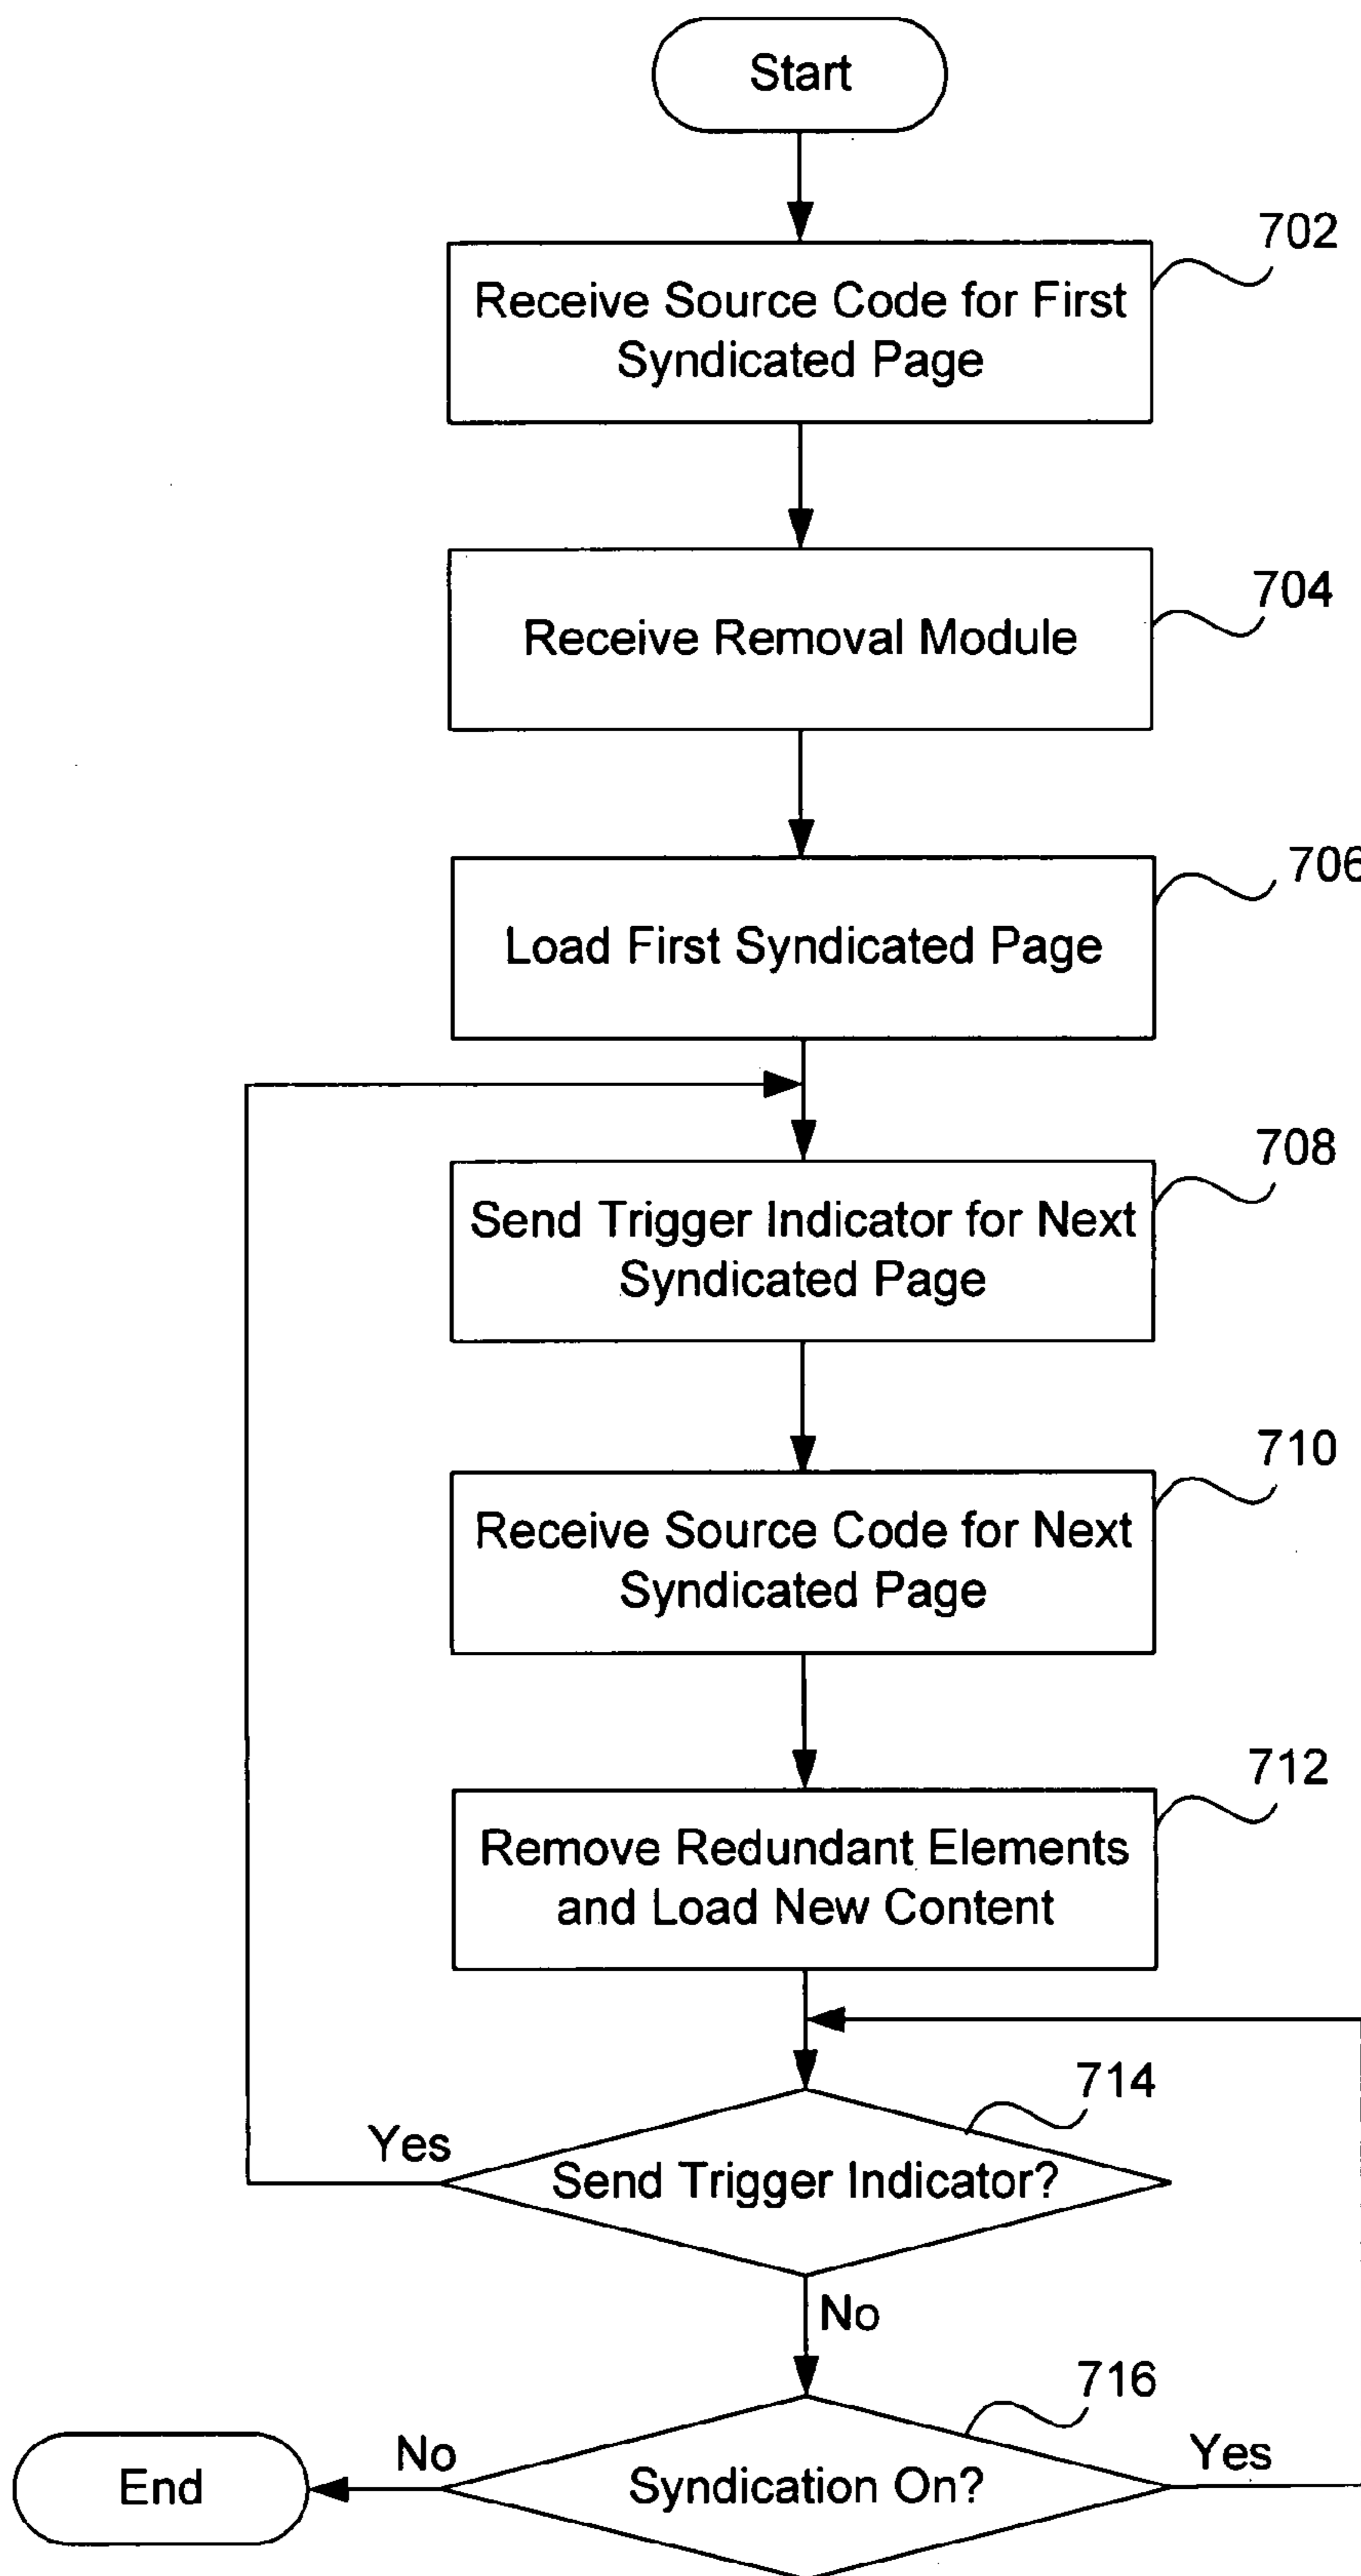 Start
702
Receive Source Code for First
Syndicated Page
704
Receive Removal Module
706
Load First Syndicated Page
708
Send Trigger Indicator for Next
Syndicated Page
710
Receive Source Code for Next
Syndicated Page
712
Remove Redundant Elements
and Load New Content
714
Yes
Send Trigger Indicator?
No
716
No
Yes
End
Syndication On?